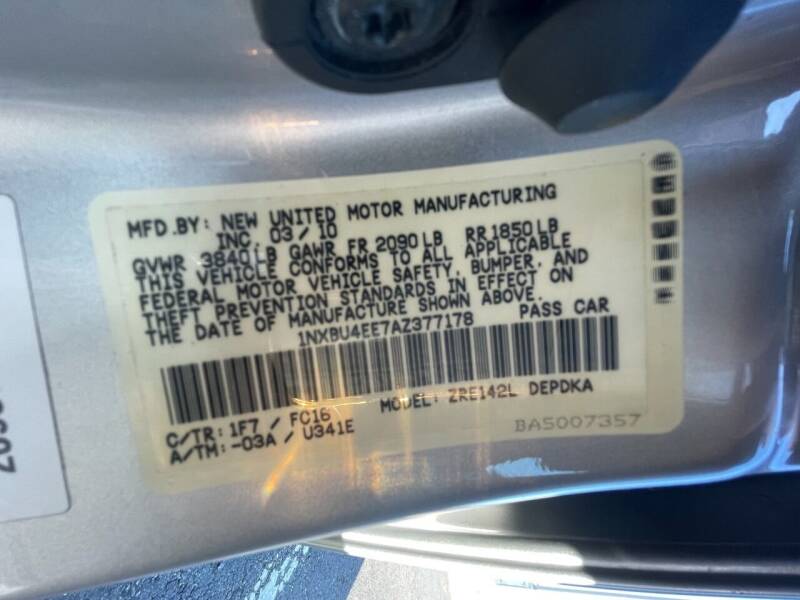 MFD.BY: NEW UNITED MOTOR MANUFACTURING
INC. 03/10
GVWR 3840LB GAWR FR 2090LB RR1850LB
THIS VEHICLE CONFORMS TO ALL APPLICABLE
FEDERAL MOTOR VEHICLE SAFETY, BUMPER, AND
THEFT PREVENTION STANDARDS IN EFFECT ON
THE DATE OF MANUFACTURE SHOWN ABOVE.
1NXBU4EE7AZ377178 PASS CAR
MODEL: ZRE142L DEPDKA
C/TR: 1F7 / FC16
A/TM: -03A / U341E
BA5007357